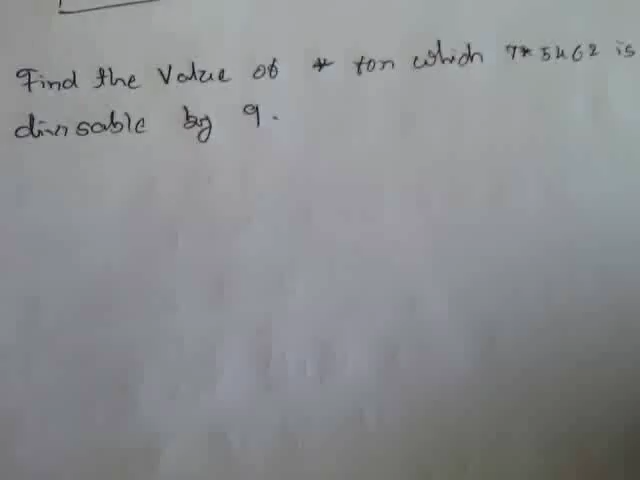 Find the Value of * for which 7*5462 is
divisable by 9.